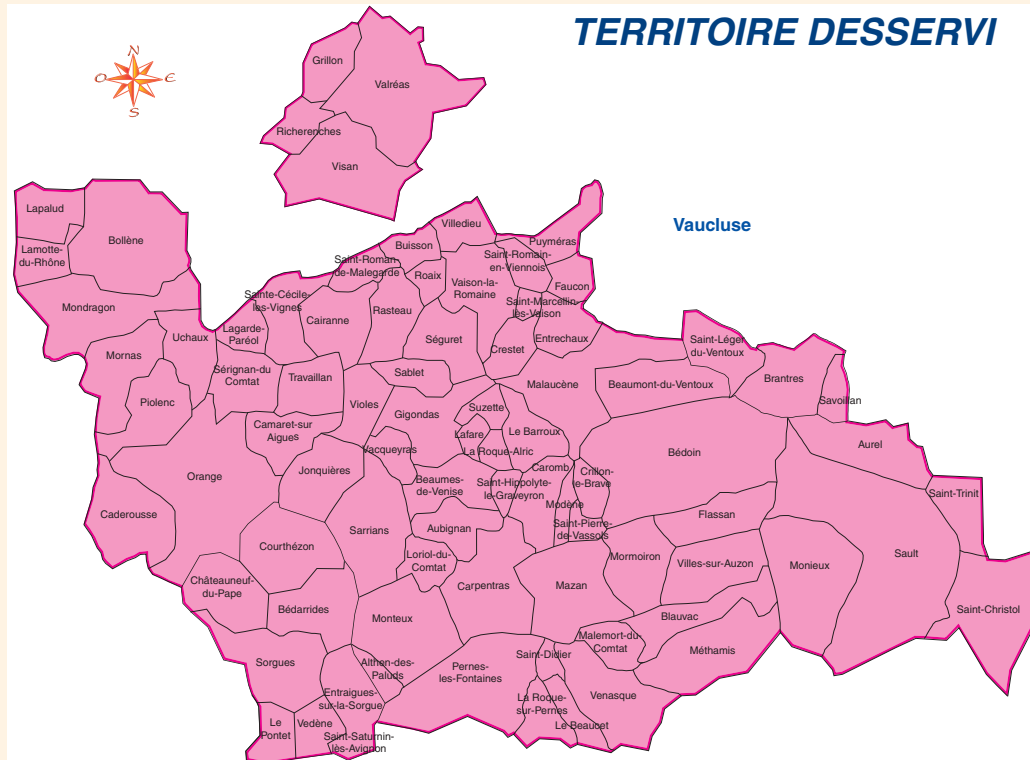 TERRITOIRE DESSERVI
N
O
E
S
Grillon
Valréas
Richerenches
Visan
Vaucluse
Lapalud
Bollène
Lamotte-
du-Rhône
Mondragon
Mornas
Uchaux
Piolenc
Sainte-Cécile-
les-Vignes
Lagarde-
Paréol
Sérignan du
Comtat
Cairanne
Travaillan
Saint-Roman-
de-Malegarde
Buisson
Villedieu
Roaix
Rasteau
Vaison-la-
Romaine
Saint-Romain-
en-Viennois
Puyméras
Faucon
Saint-Marcellin-
lès-Vaison
Séguret
Crestet
Entrechaux
Sablet
Malaucène
Saint-Léger
du-Ventoux
Beaumont-du-Ventoux
Brantres
Savoillan
Violes
Gigondas
Suzette
Lafare
Le Barroux
La Roque-Alric
Camaret-sur
Aigues
Vacqueyras
Jonquières
Orange
Caderousse
Beaumes-
de-Venise
Saint-Hippolyte-
le-Graveyron
Caromb
Crillon-
le-Brave
Modène
Saint-Pierre-
de-Vassols
Bédoin
Aurel
Saint-Trinit
Flassan
Sarrians
Aubignan
Loriol-du-
Comtat
Courthézon
Châteauneuf-
du-Pape
Bédarrides
Carpentras
Mazan
Mormoiron
Villes-sur-Auzon
Monieux
Sault
Saint-Christol
Monteux
Blauvac
Malemort-du-
Comtat
Méthamis
Sorgues
Althen-des-
Paluds
Pernes-
les-Fontaines
Saint-Didier
Venasque
Entraigues-
sur-la-Sorgue
La Roque-
sur-Pernes
Le Beaucet
Le
Pontet
Vedène
Saint-Saturnin-
lès-Avignon